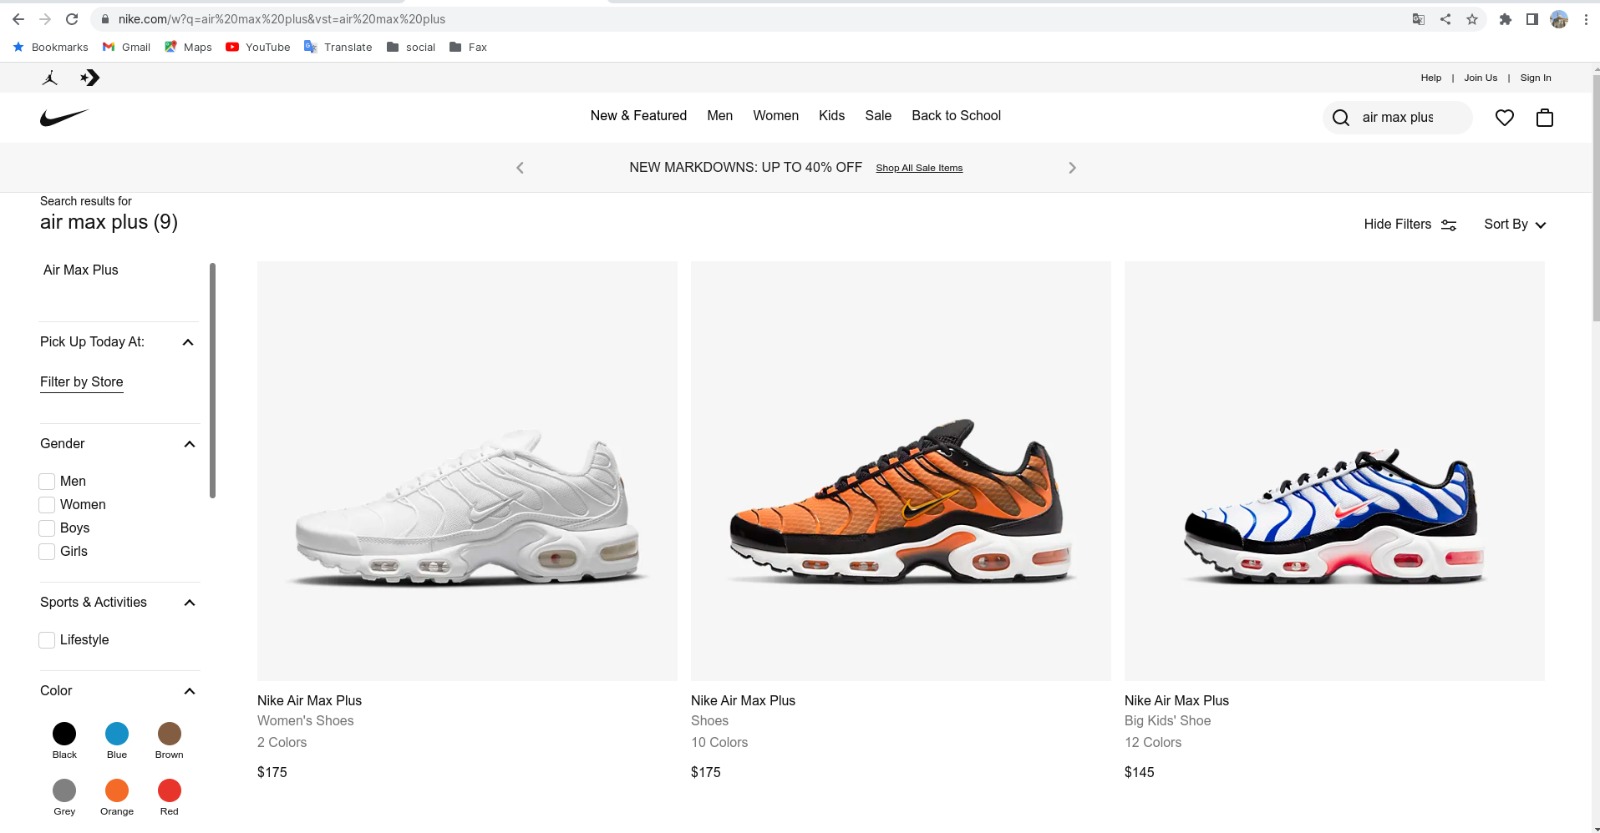 nike.com/w?q=air%20max%20plus&vst=air%20max%20plus
Bookmarks Gmail Maps YouTube Translate social Fax
Help | Join Us | Sign In
New & Featured Men Women Kids Sale Back to School
air max plus
NEW MARKDOWNS: UP TO 40% OFF Shop All Sale Items
Search results for
air max plus (9)
Hide Filters Sort By
Air Max Plus
Pick Up Today At:
Filter by Store
Gender
Men
Women
Boys
Girls
Sports & Activities
Lifestyle
Color
Black Blue Brown
Grey Orange Red
Nike Air Max Plus
Women's Shoes
2 Colors
$175
Nike Air Max Plus
Shoes
10 Colors
$175
Nike Air Max Plus
Big Kids' Shoe
12 Colors
$145